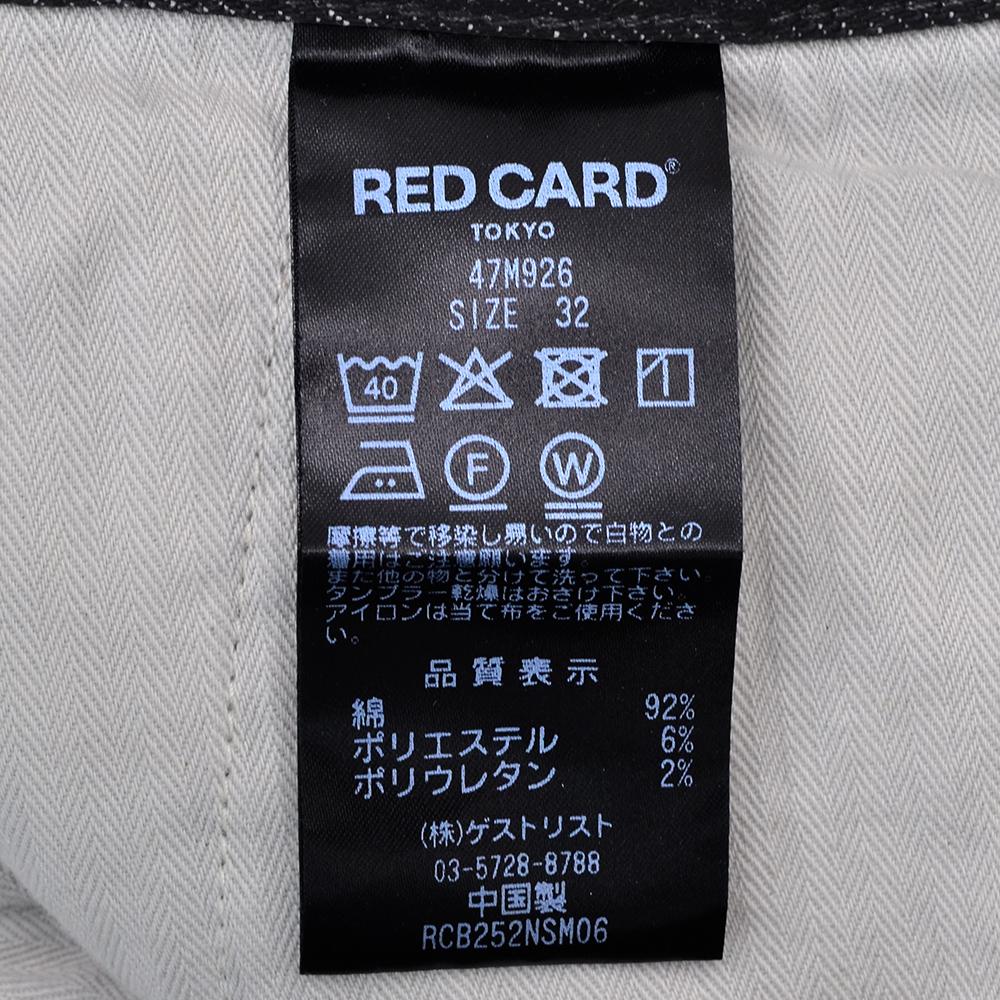 RED CARD®
TOKYO
47M926
SIZE 32
40
F W
摩擦等で移染し易いので白物との
着用はご注意願います。
また他の物と分けて洗って下さい。
タンブラー乾燥はおさけ下さい。
アイロンは当て布をご使用くださ
い。
品質表示
綿 92%
ポリエステル 6%
ポリウレタン 2%
(株)ゲストリスト
03-5728-8788
中国製
RCB252NSM06